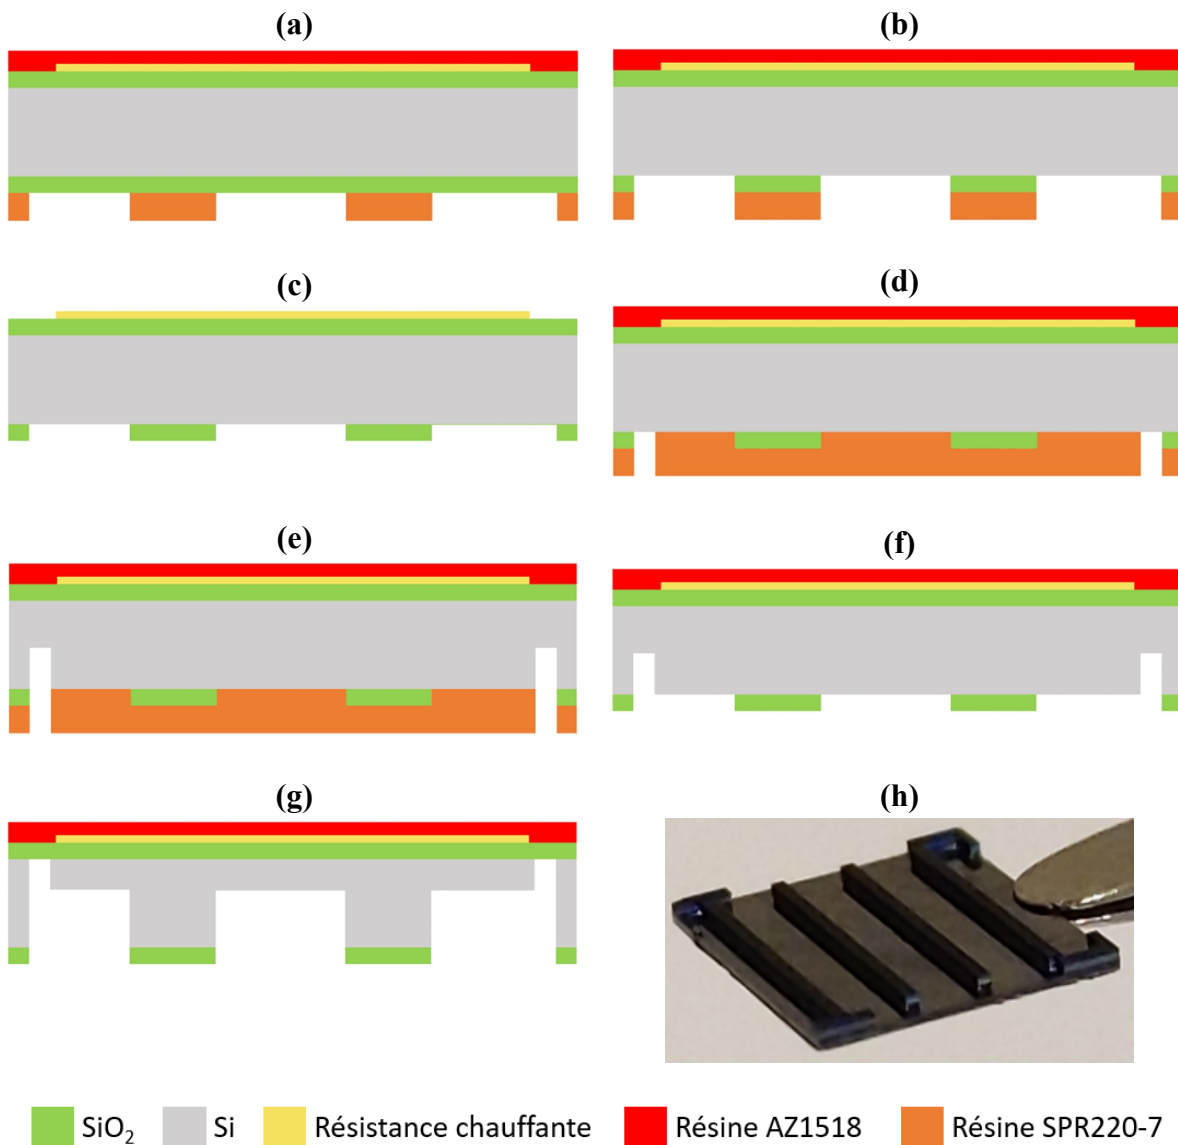 (a)
(b)
(c)
(d)
(e)
(f)
(g)
(h)
SiO₂
Si
Résistance chauffante
Résine AZ1518
Résine SPR220-7